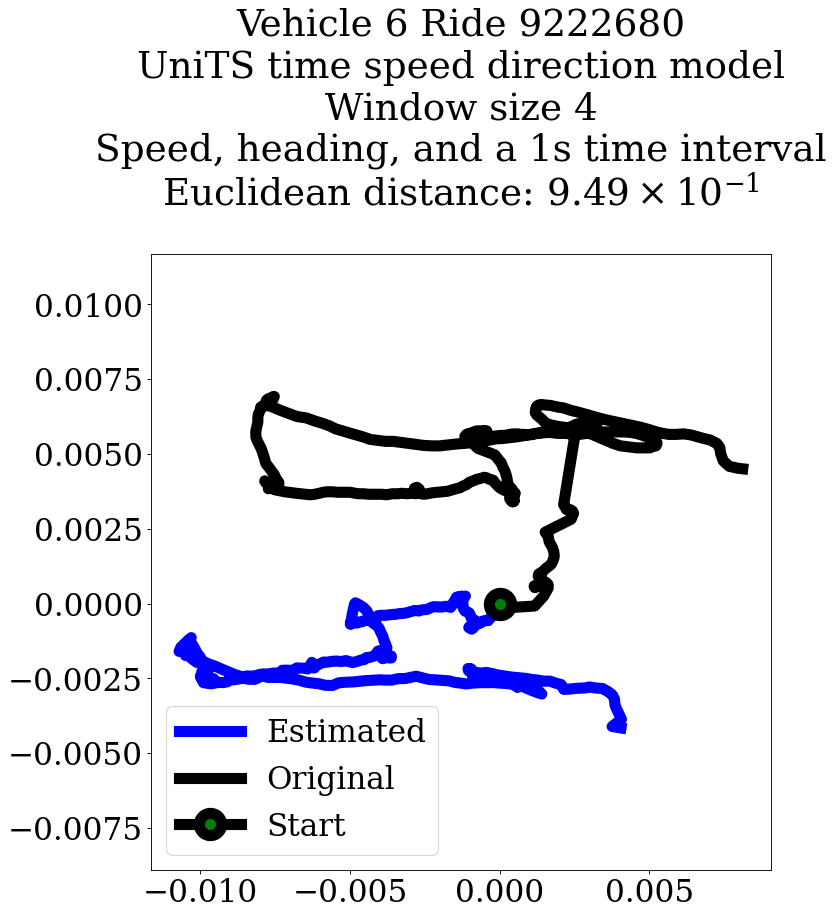 Vehicle 6 Ride 9222680
UniTS time speed direction model
Window size 4
Speed, heading, and a 1s time interval
Euclidean distance: 9.49 × 10⁻¹
0.0100
0.0075
0.0050
0.0025
0.0000
−0.0025
−0.0050
−0.0075
Estimated
Original
Start
−0.010 −0.005 0.000 0.005